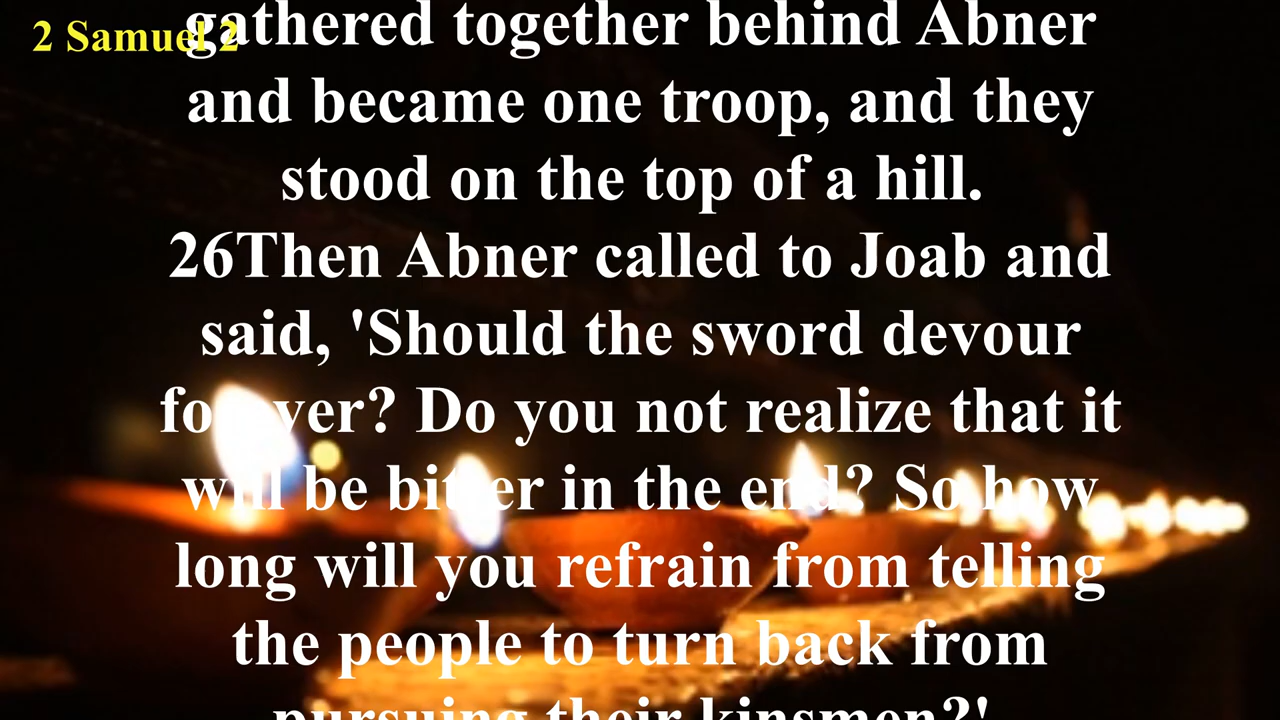 2 Samuel 2
gathered together behind Abner
and became one troop, and they
stood on the top of a hill.
26Then Abner called to Joab and
said, 'Should the sword devour
forever? Do you not realize that it
will be bitter in the end? So how
long will you refrain from telling
the people to turn back from
pursuing their kinsmen?'